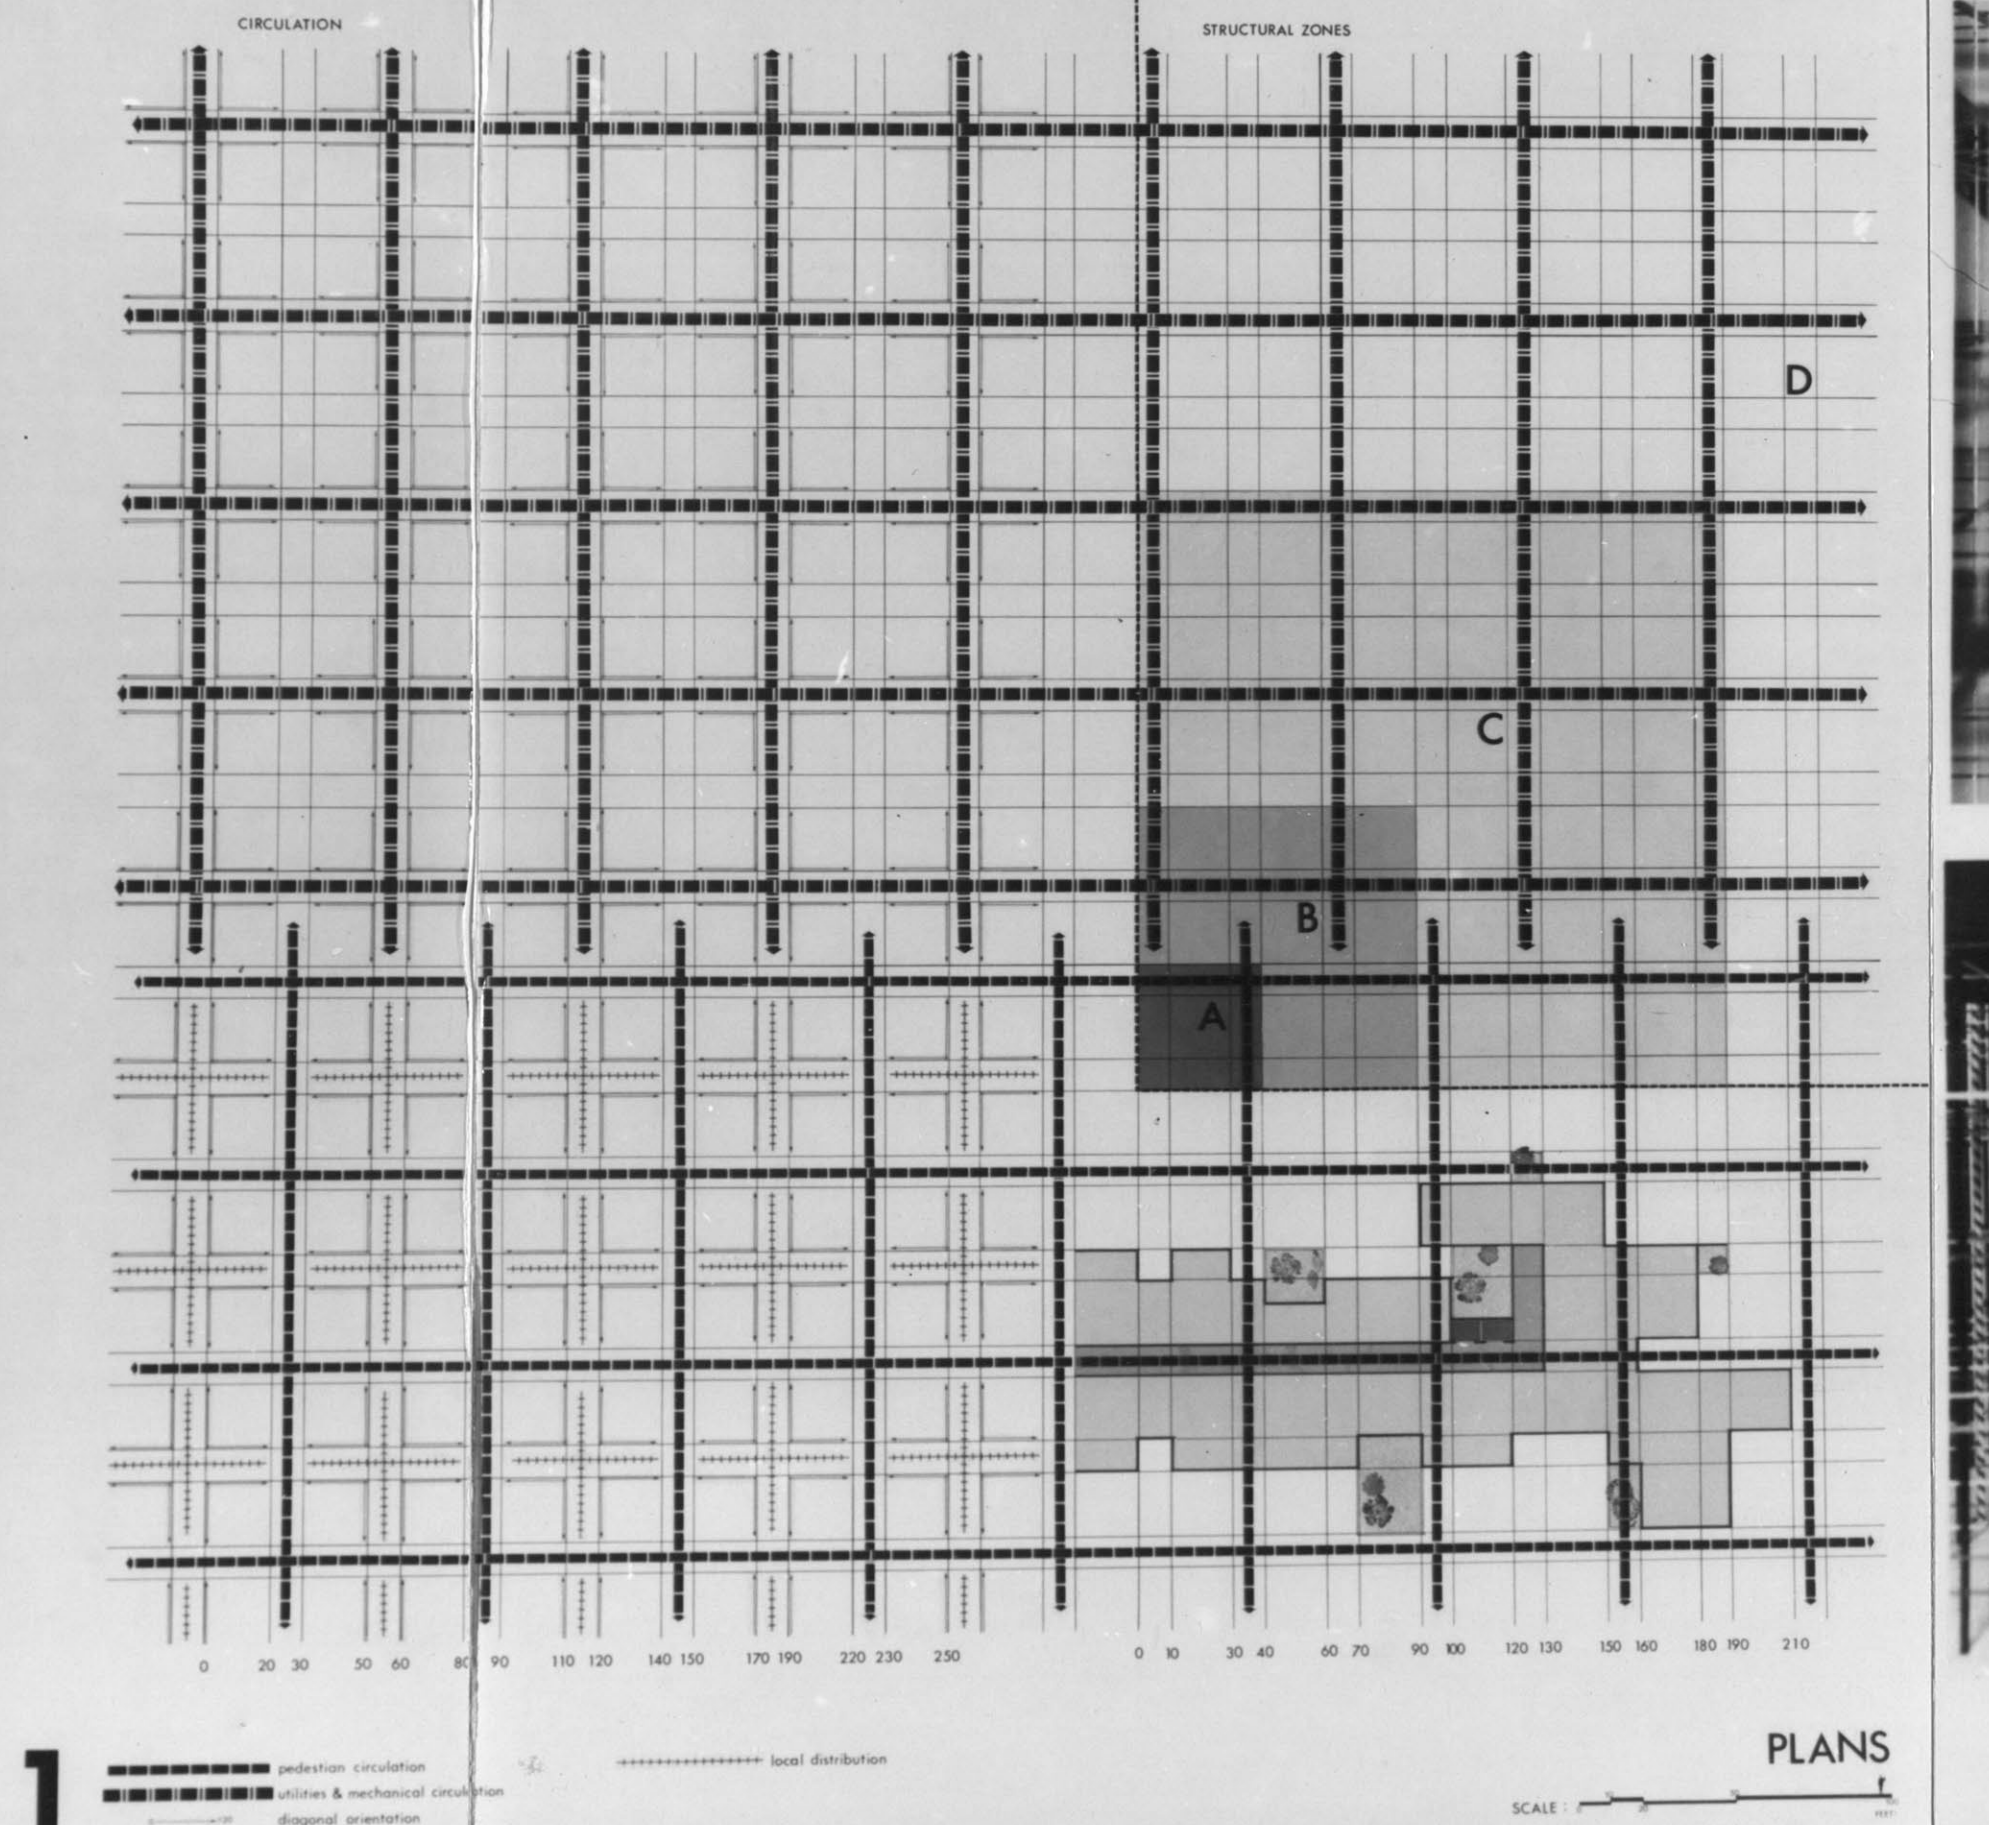 CIRCULATION
STRUCTURAL ZONES
D
C
B
A
0 20 30 50 60 80 90 110 120 140 150 170 190 220 230 250
0 10 30 40 60 70 90 100 120 130 150 160 180 190 210
1
pedestian circulation
utilities & mechanical circulation
diagonal orientation
local distribution
PLANS
SCALE :
FEET